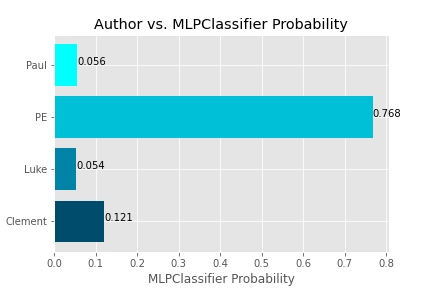 Author vs. MLPClassifier Probability
Paul 0.056
PE 0.768
Luke 0.054
Clement 0.121
0.0 0.1 0.2 0.3 0.4 0.5 0.6 0.7 0.8
MLPClassifier Probability